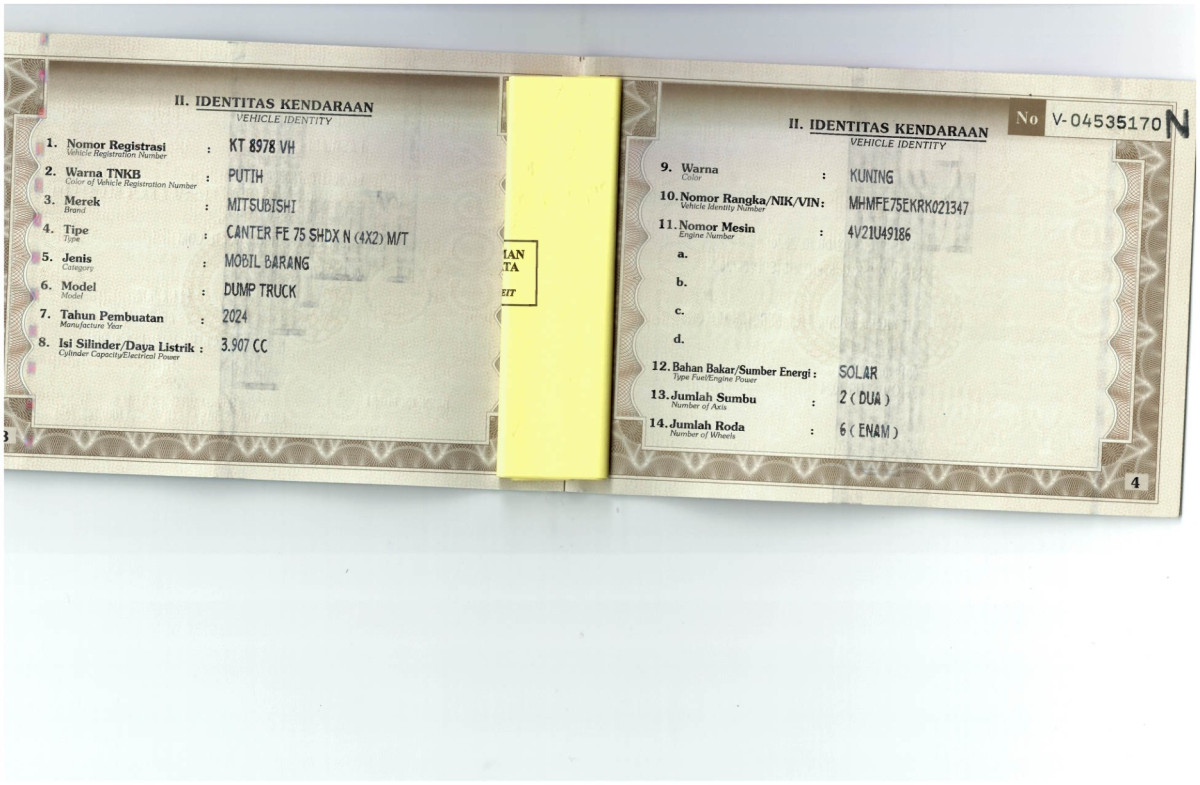 II. IDENTITAS KENDARAAN
VEHICLE IDENTITY
1. Nomor Registrasi : KT 8978 VH
Vehicle Registration Number
2. Warna TNKB : PUTIH
Color of Vehicle Registration Number
3. Merek : MITSUBISHI
Brand
4. Tipe : CANTER FE 75 SHDX N (4X2) M/T
Type
5. Jenis : MOBIL BARANG
Category
6. Model : DUMP TRUCK
Model
7. Tahun Pembuatan : 2024
Manufacture Year
8. Isi Silinder/Daya Listrik : 3.907 CC
Cylinder Capacity/Electrical Power
3
MAN
TA
EIT
No V-04535170 N
II. IDENTITAS KENDARAAN
VEHICLE IDENTITY
9. Warna : KUNING
Color
10. Nomor Rangka/NIK/VIN: MHMFE75EKRK021347
Vehicle Identity Number
11. Nomor Mesin : 4V21U49186
Engine Number
a.
b.
c.
d.
12. Bahan Bakar/Sumber Energi : SOLAR
Type Fuel/Engine Power
13. Jumlah Sumbu : 2 ( DUA )
Number of Axis
14. Jumlah Roda : 6 ( ENAM )
Number of Wheels
4